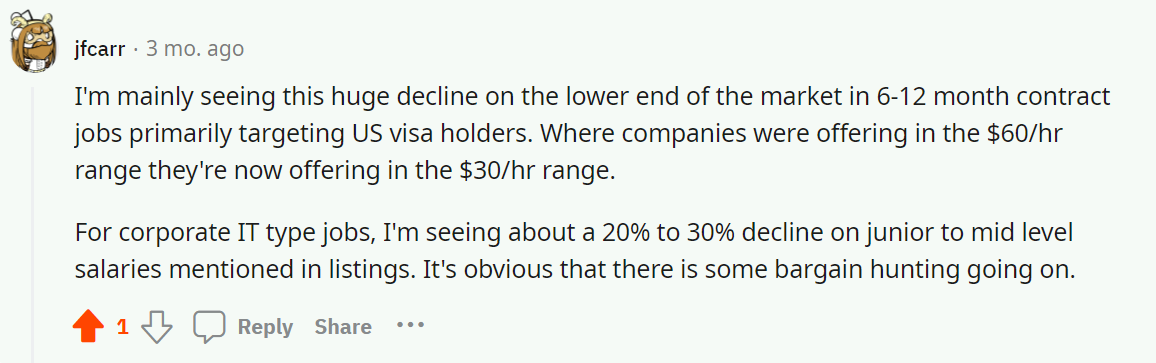 jfcarr · 3 mo. ago
I'm mainly seeing this huge decline on the lower end of the market in 6-12 month contract
jobs primarily targeting US visa holders. Where companies were offering in the $60/hr
range they're now offering in the $30/hr range.
For corporate IT type jobs, I'm seeing about a 20% to 30% decline on junior to mid level
salaries mentioned in listings. It's obvious that there is some bargain hunting going on.
1 Reply Share ···